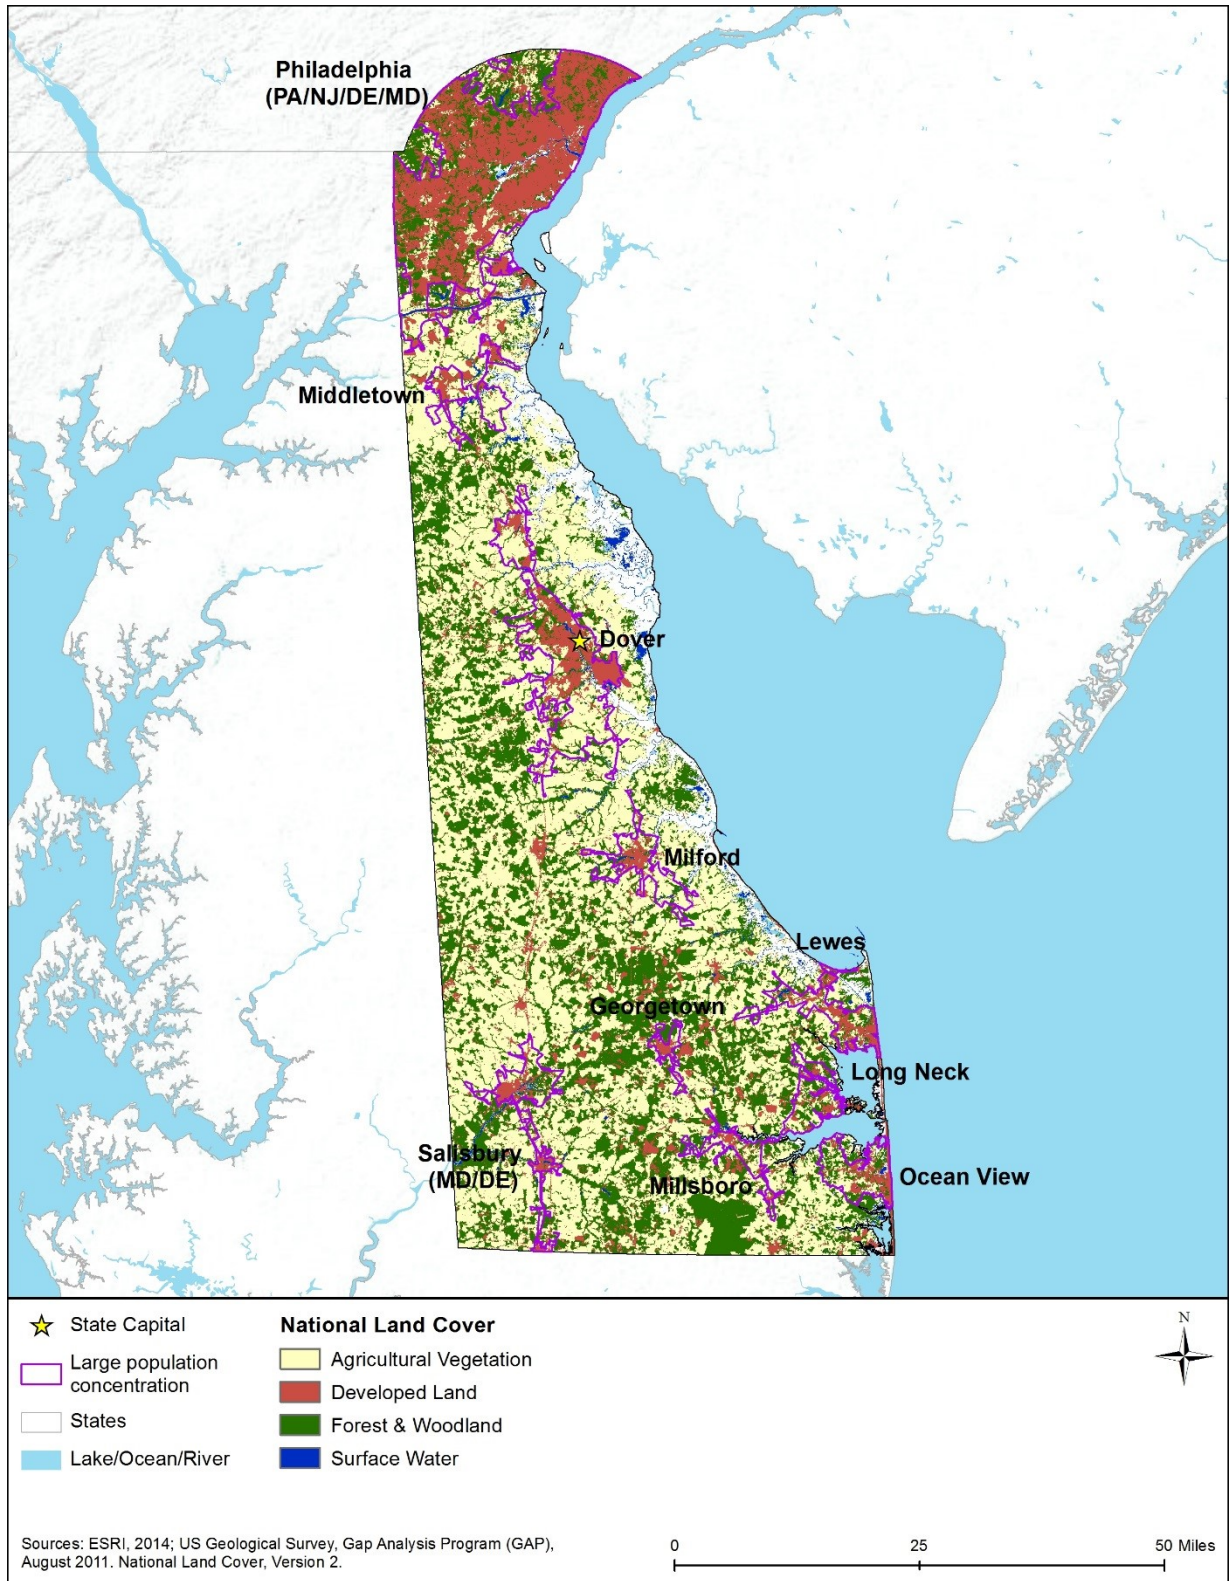 Philadelphia
(PA/NJ/DE/MD)
Middletown
Dover
Milford
Lewes
Georgetown
Long Neck
Salisbury
(MD/DE)
Millsboro
Ocean View
State Capital
Large population
concentration
States
Lake/Ocean/River
National Land Cover
Agricultural Vegetation
Developed Land
Forest & Woodland
Surface Water
N
Sources: ESRI, 2014; US Geological Survey, Gap Analysis Program (GAP),
August 2011. National Land Cover, Version 2.
0 25 50 Miles